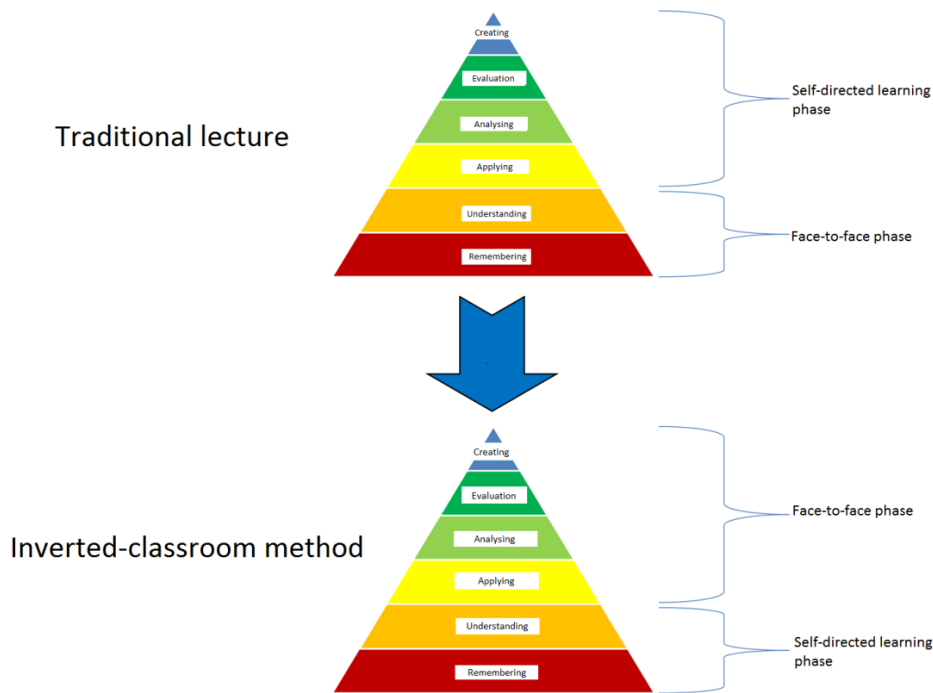 Creating
Evaluation
Self-directed learning
phase
Traditional lecture
Analysing
Applying
Understanding
Face-to-face phase
Remembering
Creating
Evaluation
Face-to-face phase
Inverted-classroom method
Analysing
Applying
Understanding
Self-directed learning
phase
Remembering